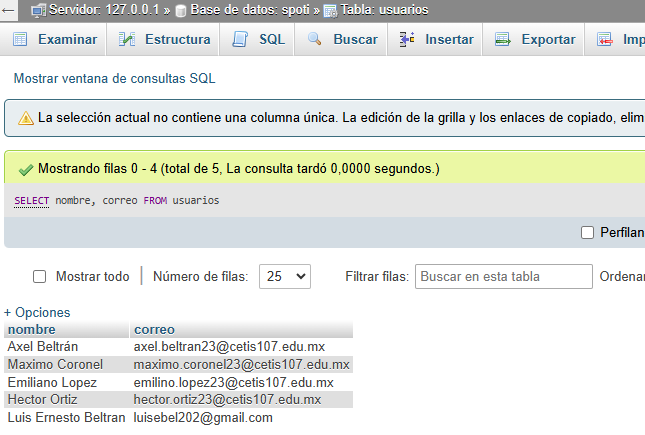 Servidor: 127.0.0.1 » Base de datos: spoti » Tabla: usuarios
Examinar Estructura SQL Buscar Insertar Exportar
Mostrar ventana de consultas SQL
La selección actual no contiene una columna única. La edición de la grilla y los enlaces de copiado, elim
Mostrando filas 0 - 4 (total de 5, La consulta tardó 0,0000 segundos.)
SELECT nombre, correo FROM usuarios
Perfilan
Mostrar todo | Número de filas: 25 Filtrar filas: Buscar en esta tabla Ordenar
+ Opciones
nombre correo
Axel Beltrán axel.beltran23@cetis107.edu.mx
Maximo Coronel maximo.coronel23@cetis107.edu.mx
Emiliano Lopez emilino.lopez23@cetis107.edu.mx
Hector Ortiz hector.ortiz23@cetis107.edu.mx
Luis Ernesto Beltran luisebel202@gmail.com